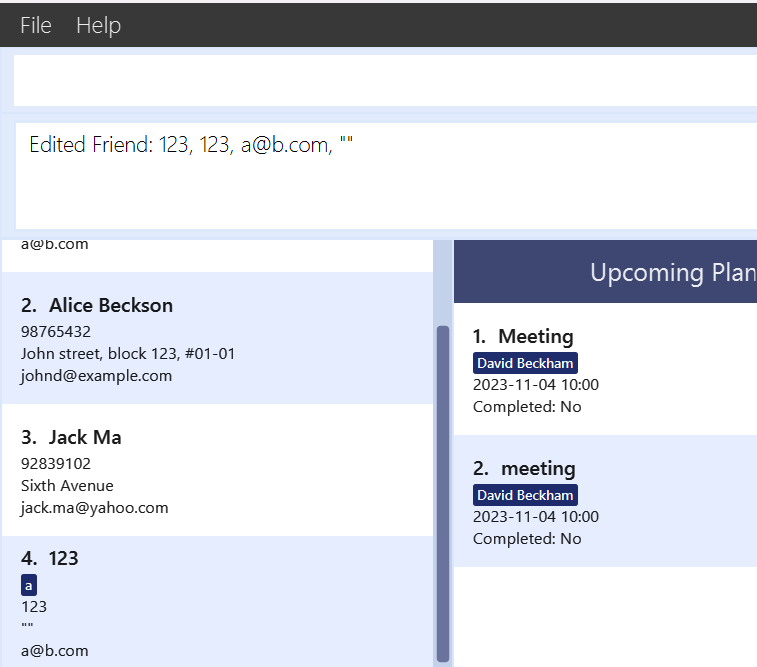 File Help
Edited Friend: 123, 123, a@b.com, ""
a@b.com
2. Alice Beckson
98765432
John street, block 123, #01-01
johnd@example.com
3. Jack Ma
92839102
Sixth Avenue
jack.ma@yahoo.com
4. 123
a
123
""
a@b.com
Upcoming Plan
1. Meeting
David Beckham
2023-11-04 10:00
Completed: No
2. meeting
David Beckham
2023-11-04 10:00
Completed: No